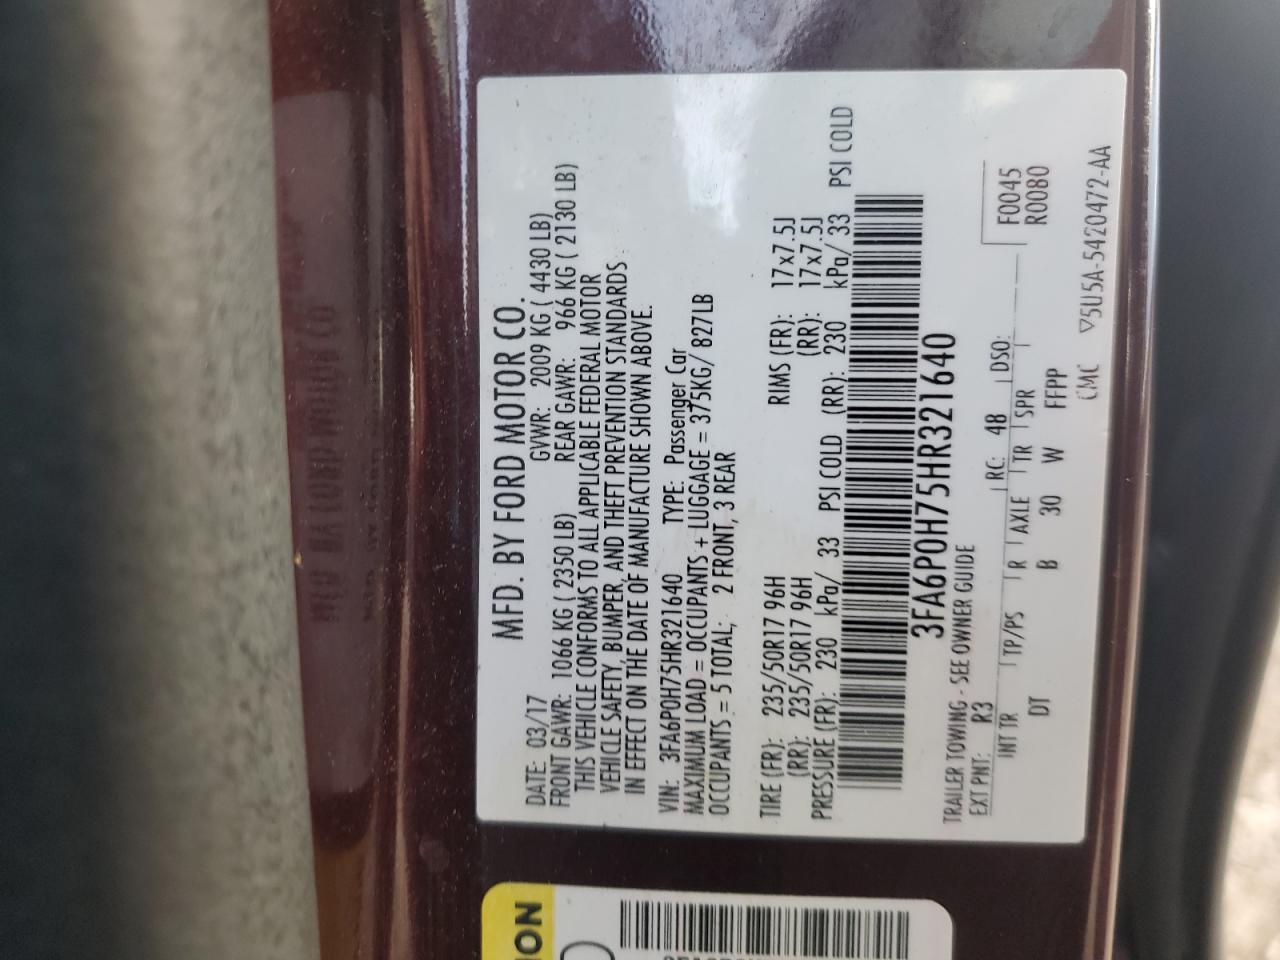 MFD. BY FORD MOTOR CO.
DATE: 03/17 GVWR: 2009 KG ( 4430 LB)
FRONT GAWR: 1066 KG ( 2350 LB) REAR GAWR: 966 KG ( 2130 LB)
THIS VEHICLE CONFORMS TO ALL APPLICABLE FEDERAL MOTOR
VEHICLE SAFETY, BUMPER, AND THEFT PREVENTION STANDARDS
IN EFFECT ON THE DATE OF MANUFACTURE SHOWN ABOVE.
VIN: 3FA6P0H75HR321640 TYPE: Passenger Car
MAXIMUM LOAD = OCCUPANTS + LUGGAGE = 375KG/ 827LB
OCCUPANTS = 5 TOTAL; 2 FRONT, 3 REAR
TIRE (FR): 235/50R17 96H RIMS (FR): 17x7.5J
(RR): 235/50R17 96H (RR): 17x7.5J
PRESSURE (FR): 230 kPa/ 33 PSI COLD (RR): 230 kPa/ 33 PSI COLD
3FA6P0H75HR321640
TRAILER TOWING - SEE OWNER GUIDE
EXT PNT: R3 RC: 48 DSO: F0045
INT TR TP/PS R AXLE TR SPR R0080
DT B 30 W FFPP
CMC ▽5U5A-5420472-AA
ION